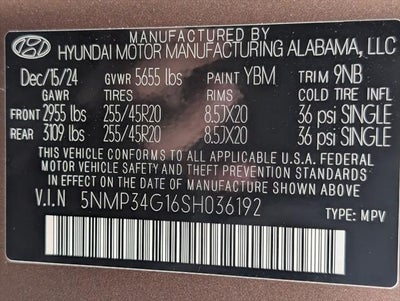 MANUFACTURED BY
HYUNDAI MOTOR MANUFACTURING ALABAMA, LLC
Dec/15/24 GVWR 5655 lbs PAINT YBM TRIM 9NB
GAWR TIRES RIMS COLD TIRE INFL.
FRONT 2955 lbs 255/45R20 8.5JX20 36 psi SINGLE
REAR 3109 lbs 255/45R20 8.5JX20 36 psi SINGLE
THIS VEHICLE CONFORMS TO ALL APPLICABLE U.S.A. FEDERAL
MOTOR VEHICLE SAFETY AND THEFT PREVENTION STANDARDS
IN EFFECT ON THE DATE OF MANUFACTURE SHOWN ABOVE.
V.I.N 5NMP34G16SH036192
TYPE: MPV